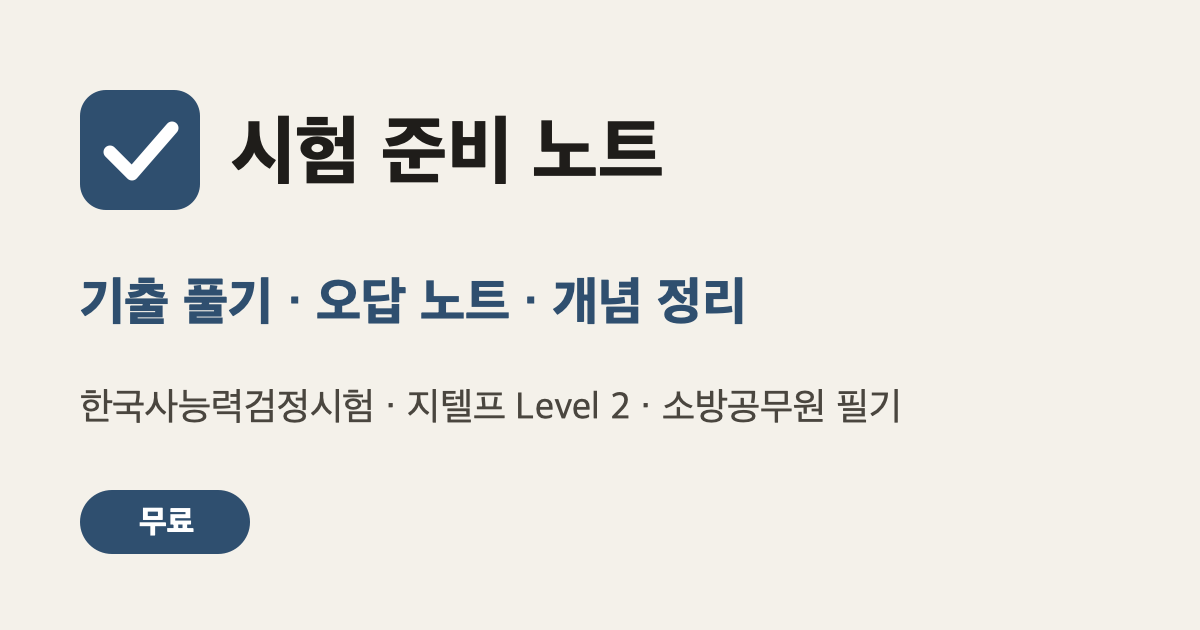 시험 준비 노트
기출 풀기 · 오답 노트 · 개념 정리
한국사능력검정시험 · 지텔프 Level 2 · 소방공무원 필기
무료